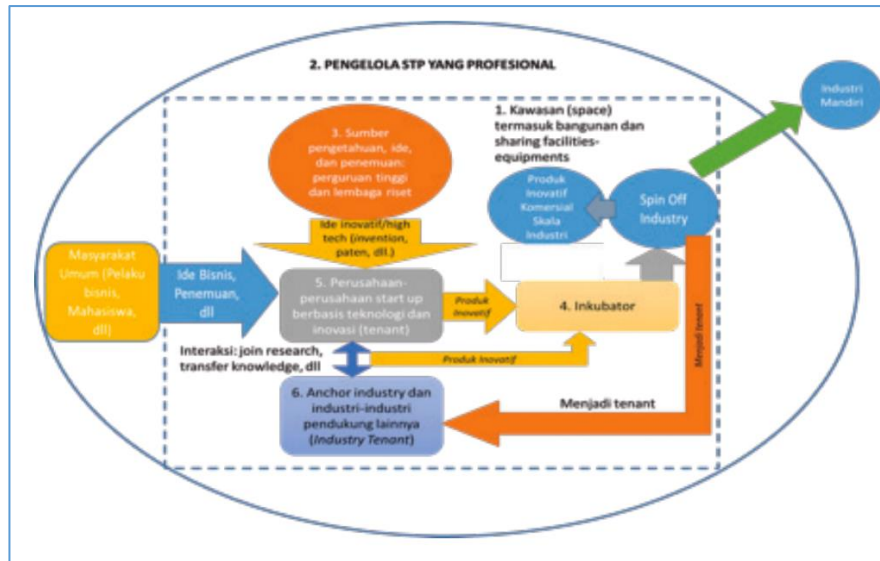 2. PENGELOLA STP YANG PROFESIONAL
Industri
Mandiri
1. Kawasan (space)
termasuk bangunan dan
sharing facilities-
equipments
3. Sumber
pengetahuan, ide,
dan penemuan:
perguruan tinggi
dan lembaga riset
Produk
Inovatif
Komersial
Skala
Industri
Spin Off
Industry
Ide inovatif/high
tech (invention,
paten, dll.)
Masyarakat
Umum (Pelaku
bisnis,
Mahasiswa,
dll)
Ide Bisnis,
Penemuan,
dll
5. Perusahaan-
perusahaan start up
berbasis teknologi dan
inovasi (tenant)
Produk
Inovatif
4. Inkubator
Menjadi tenant
Interaksi: join research,
transfer knowledge, dll
Produk Inovatif
6. Anchor industry dan
industri-industri
pendukung lainnya
(Industry Tenant)
Menjadi tenant